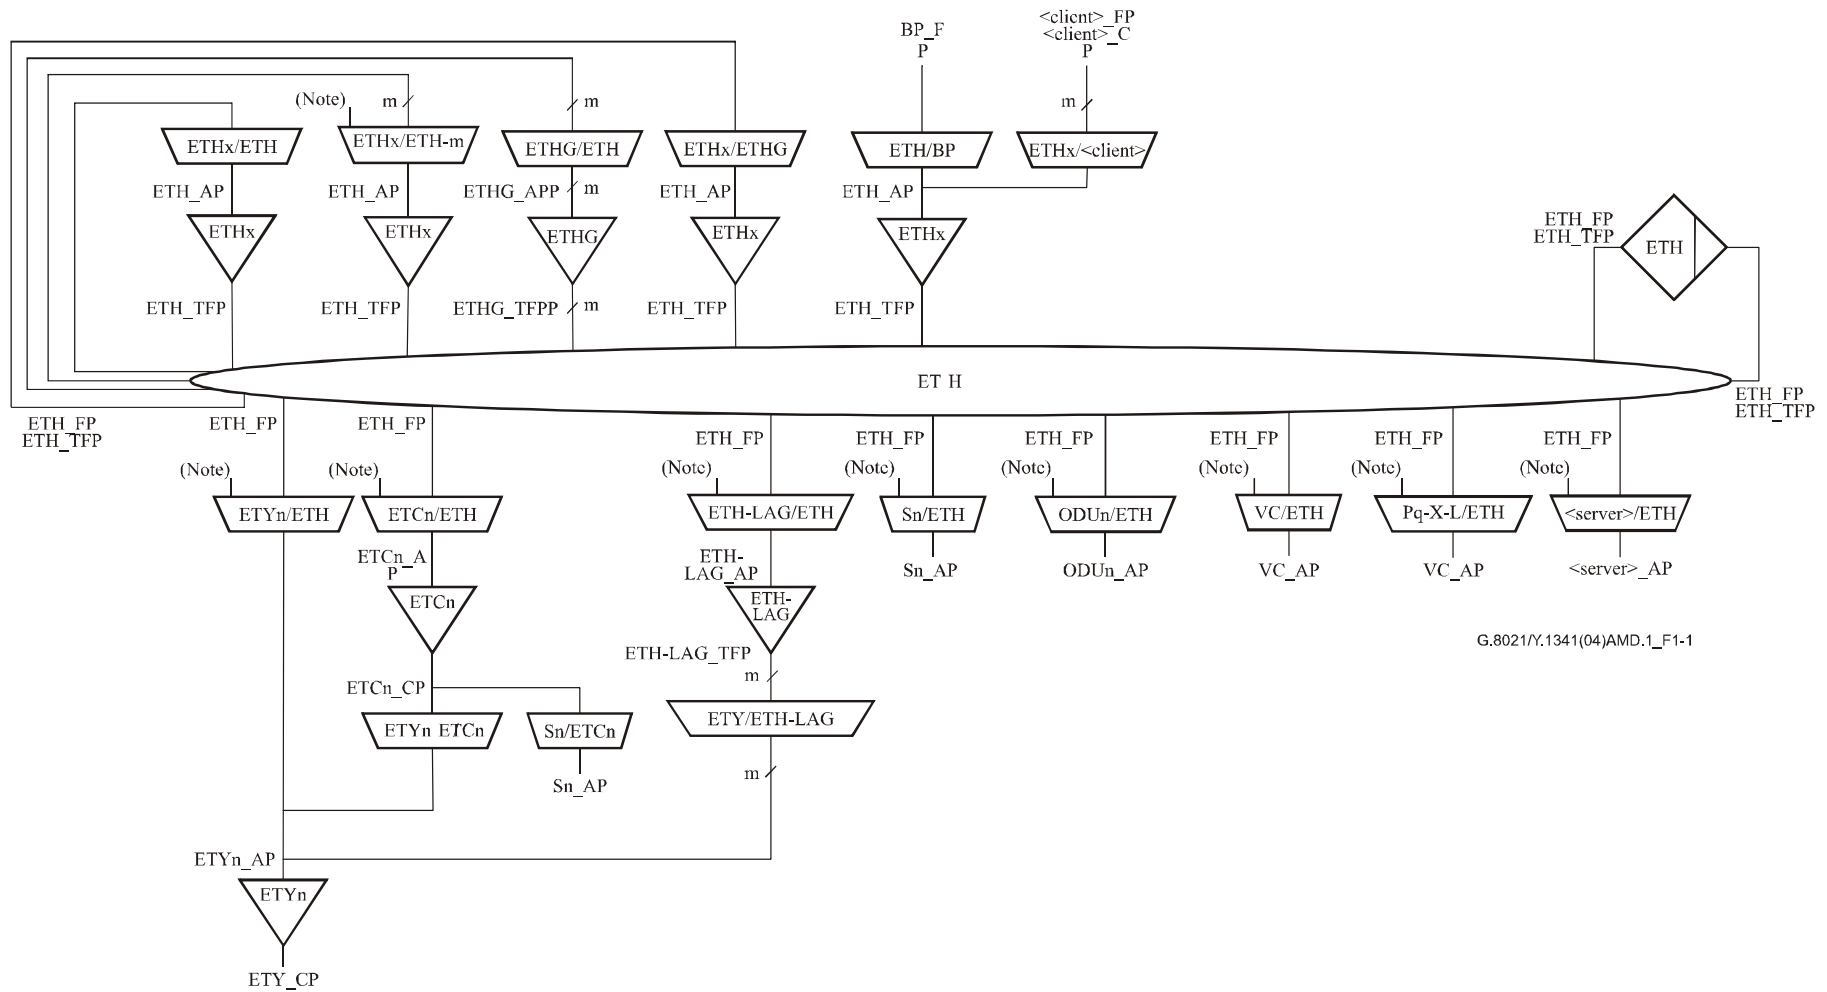 <client>_FP
<client>_C
P
BP_F
P
(Note)
m
m
m
ETHx/ETH
ETHx/ETH-m
ETHG/ETH
ETHx/ETHG
ETH/BP
ETHx/<client>
ETH_AP
ETH_AP
ETHG_APP
m
ETH_AP
ETH_AP
ETHx
ETHx
ETHG
ETHx
ETHx
ETH_FP
ETH_TFP
ETH
ETH_TFP
ETH_TFP
ETHG_TFPP
m
ETH_TFP
ETH_TFP
ET H
ETH_FP
ETH_TFP
ETH_FP
ETH_TFP
ETH_FP
ETH_FP
ETH_FP
ETH_FP
ETH_FP
ETH_FP
ETH_FP
ETH_FP
(Note)
(Note)
(Note)
(Note)
(Note)
(Note)
(Note)
(Note)
ETYn/ETH
ETCn/ETH
ETH-LAG/ETH
Sn/ETH
ODUn/ETH
VC/ETH
Pq-X-L/ETH
<server>/ETH
ETCn_A
P
ETH-
LAG_AP
Sn_AP
ODUn_AP
VC_AP
VC_AP
<server>_AP
ETCn
ETH-
LAG
G.8021/Y.1341(04)AMD.1_F1-1
ETH-LAG_TFP
m
ETCn_CP
ETYn ETCn
Sn/ETCn
ETY/ETH-LAG
m
Sn_AP
ETYn_AP
ETYn
ETY_CP